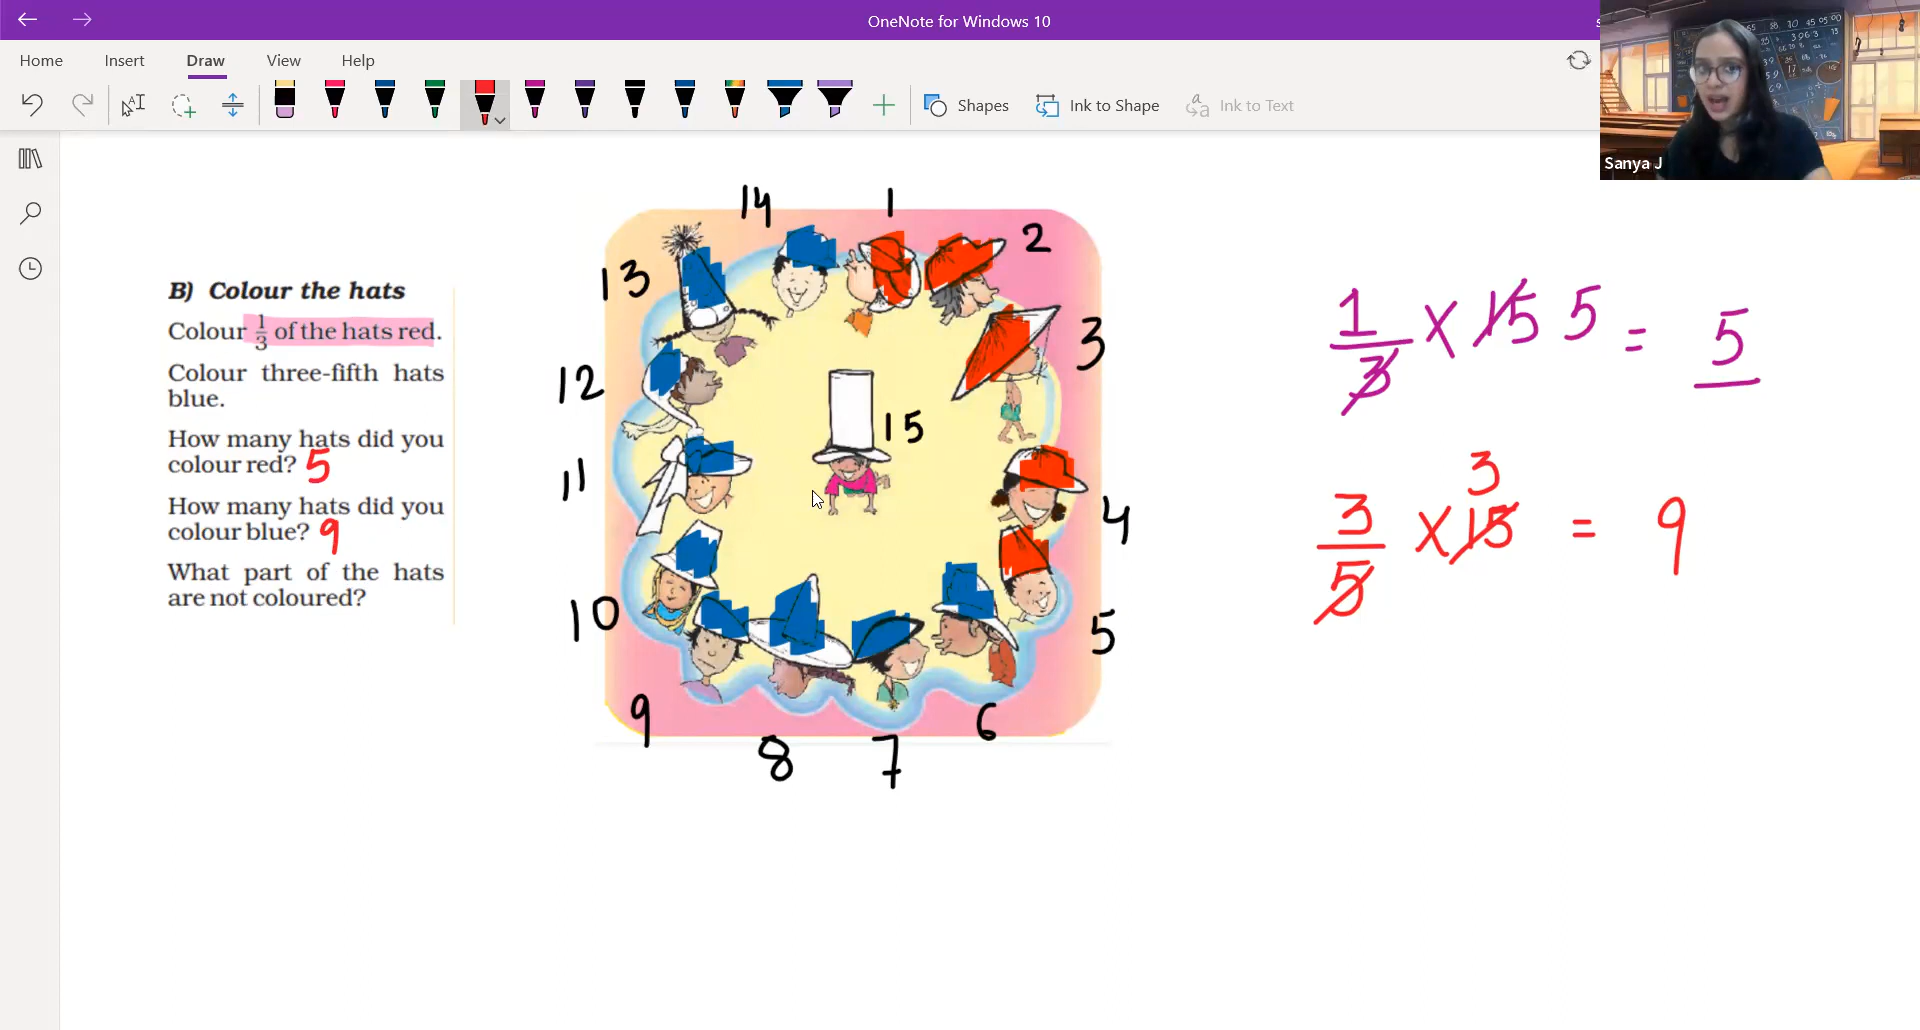 OneNote for Windows 10
Home Insert Draw View Help
Shapes Ink to Shape Ink to Text
Sanya J
B) Colour the hats
Colour 1/3 of the hats red.
Colour three-fifth hats
blue.
How many hats did you
colour red? 5
How many hats did you
colour blue? 9
What part of the hats
are not coloured?
14 1
2
13
3
12
15
11
4
10
5
9
6
8
7
1/3 × 15 5 = 5
3
3/5 × 15 = 9